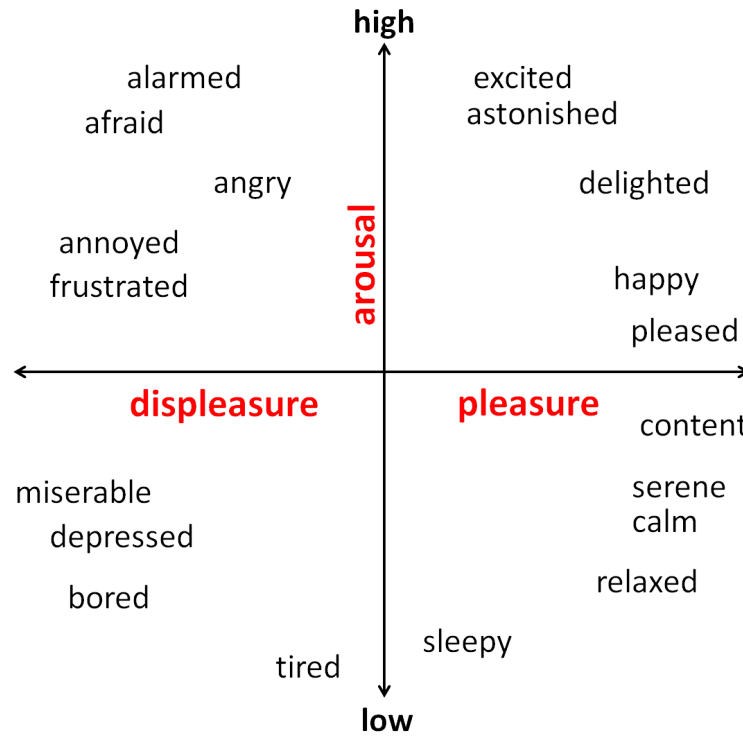 high
alarmed
excited
afraid
astonished
angry
delighted
annoyed
arousal
frustrated
happy
pleased
displeasure
pleasure
content
miserable
serene
depressed
calm
bored
relaxed
tired
sleepy
low